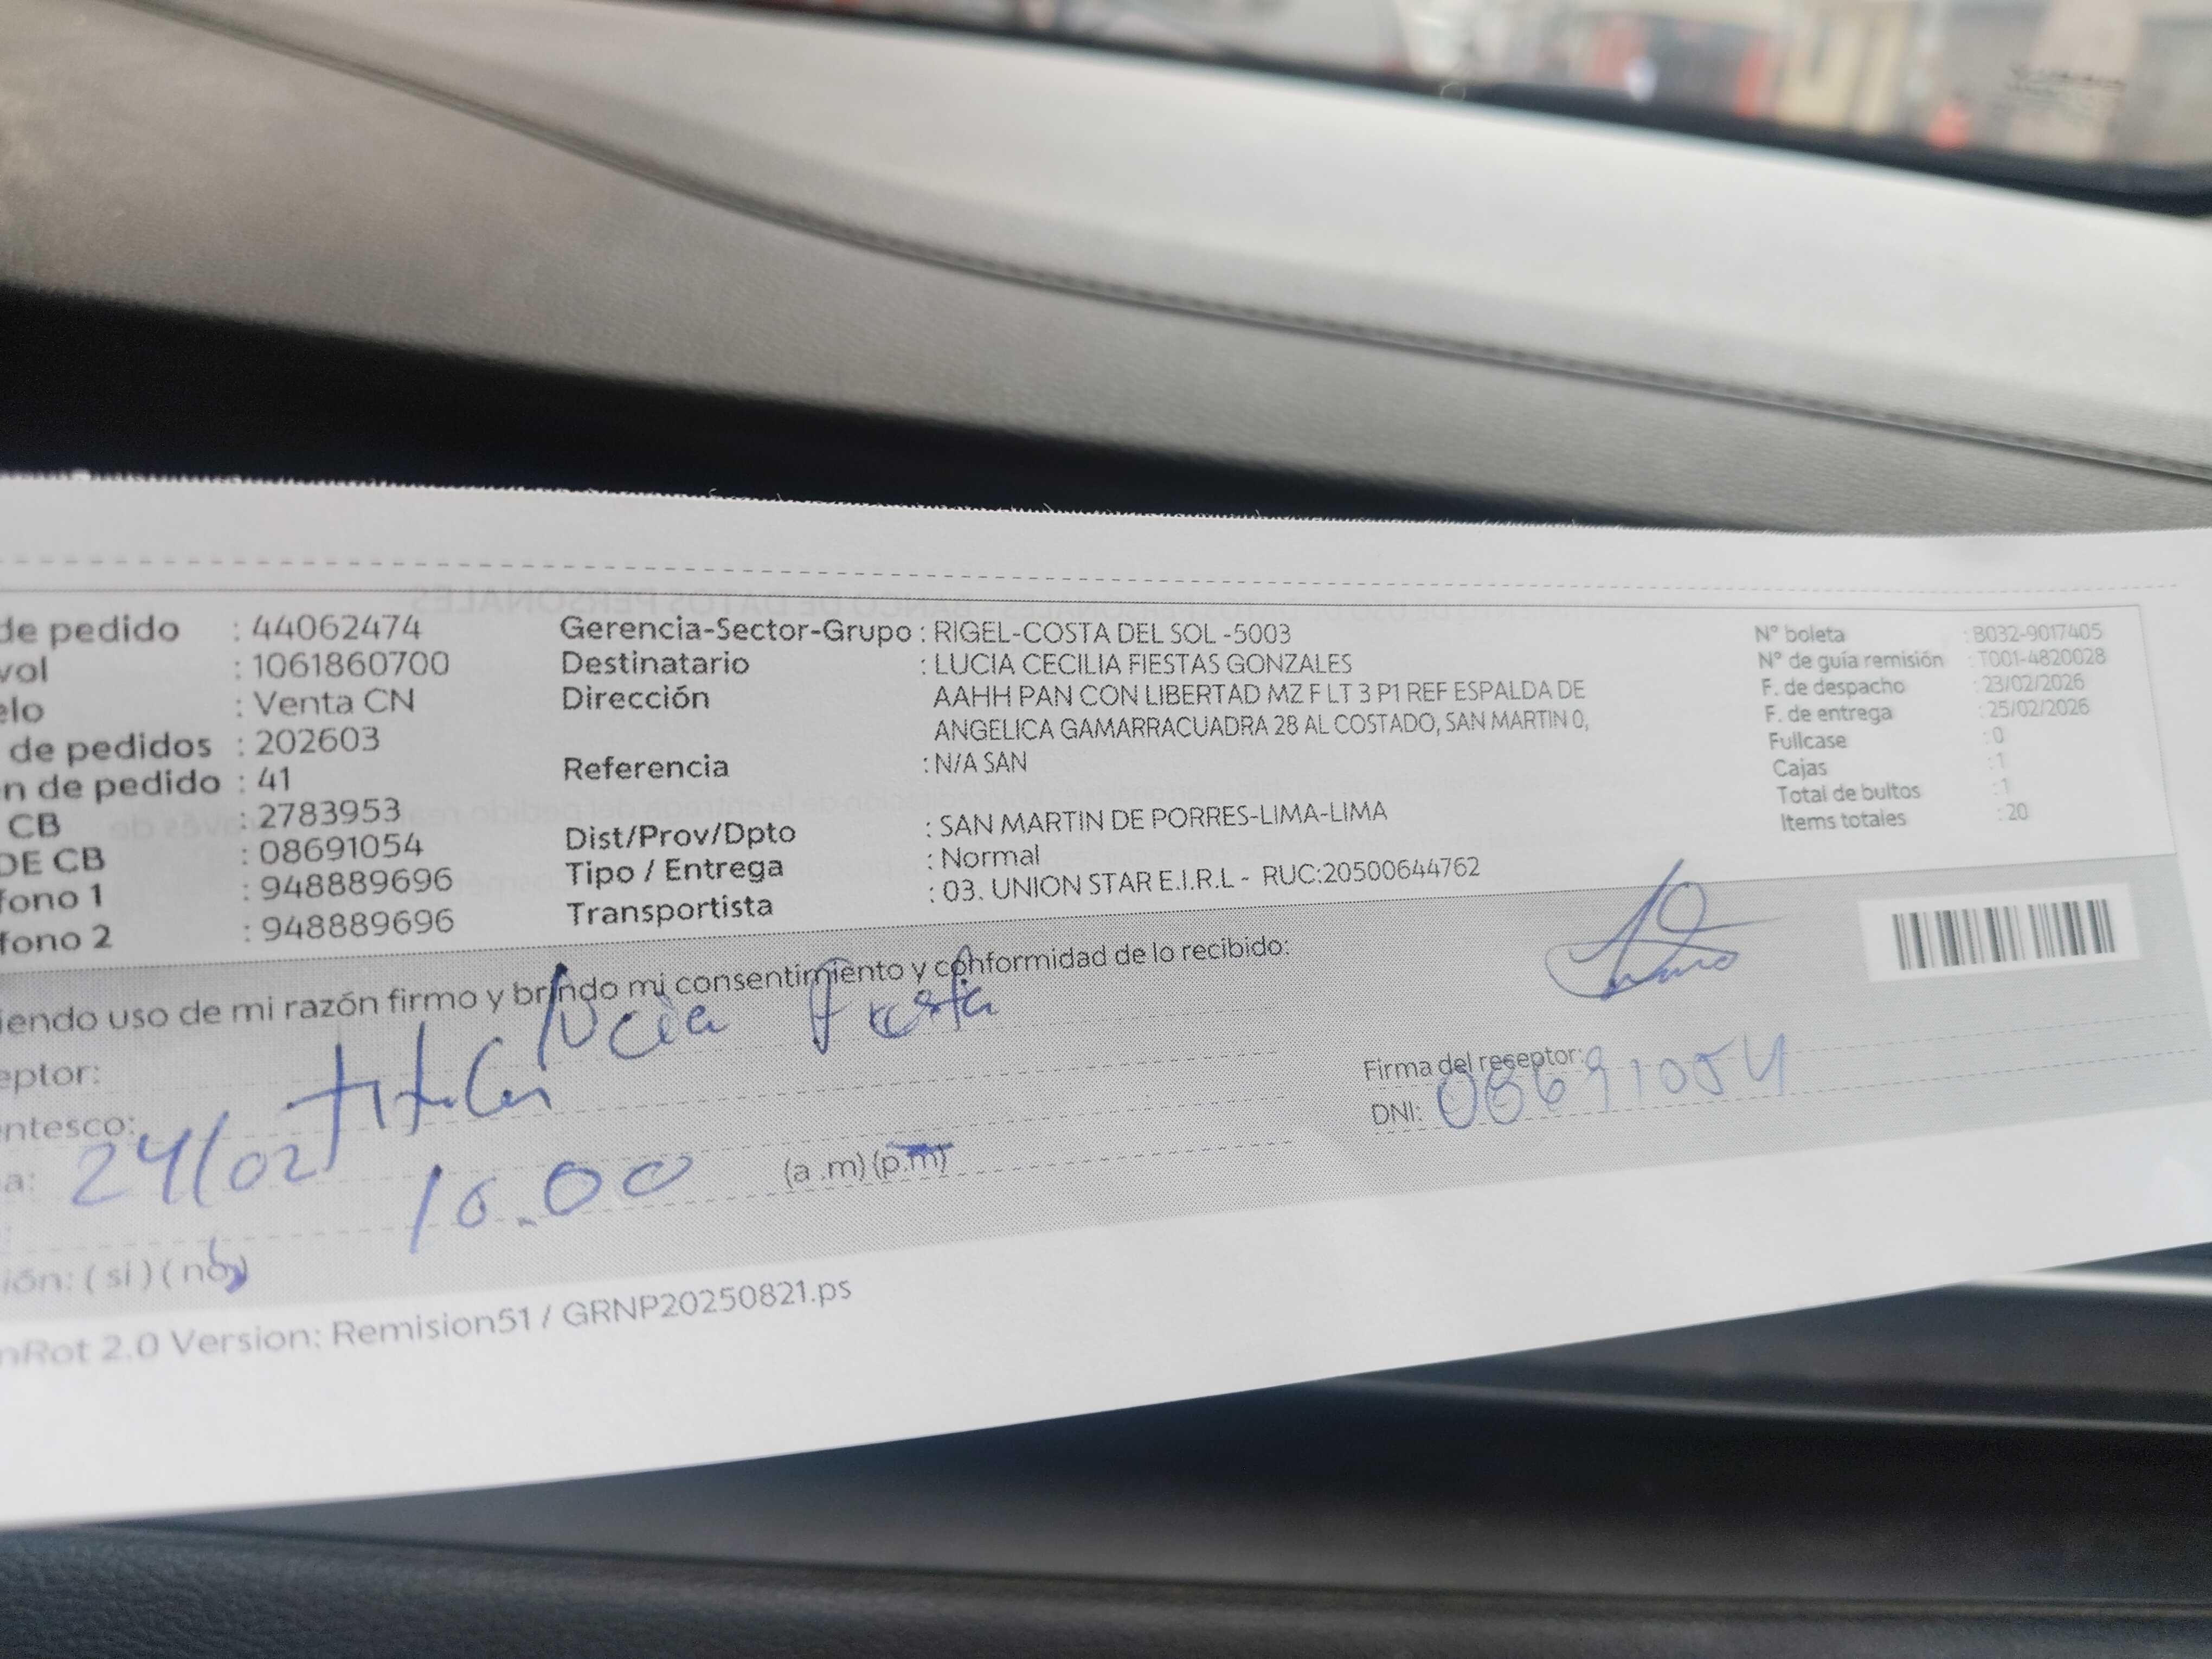 de pedido : 44062474
vol : 1061860700
elo : Venta CN
de pedidos : 202603
n de pedido : 41
CB : 2783953
DE CB : 08691054
fono 1 : 948889696
fono 2 : 948889696
Gerencia-Sector-Grupo : RIGEL-COSTA DEL SOL -5003
Destinatario : LUCIA CECILIA FIESTAS GONZALES
Dirección AAHH PAN CON LIBERTAD MZ F LT 3 P1 REF ESPALDA DE
ANGELICA GAMARRACUADRA 28 AL COSTADO, SAN MARTIN 0,
Referencia : N/A SAN
Dist/Prov/Dpto : SAN MARTIN DE PORRES-LIMA-LIMA
Tipo / Entrega : Normal
Transportista : 03. UNION STAR E.I.R.L - RUC:20500644762
N° boleta : B032-9017405
N° de guía remisión : T001-4820028
F. de despacho : 23/02/2026
F. de entrega : 25/02/2026
Fullcase : 0
Cajas : 1
Total de bultos : 1
Items totales : 20
iendo uso de mi razón firmo y brindo mi consentimiento y conformidad de lo recibido:
eptor: Lucia
entesco: titular
a: 24/02
(a .m) (p.m)
ión: ( sí ) ( no )
Firma del receptor:
DNI: 08691054
nRot 2.0 Version: Remision51 / GRNP20250821.ps